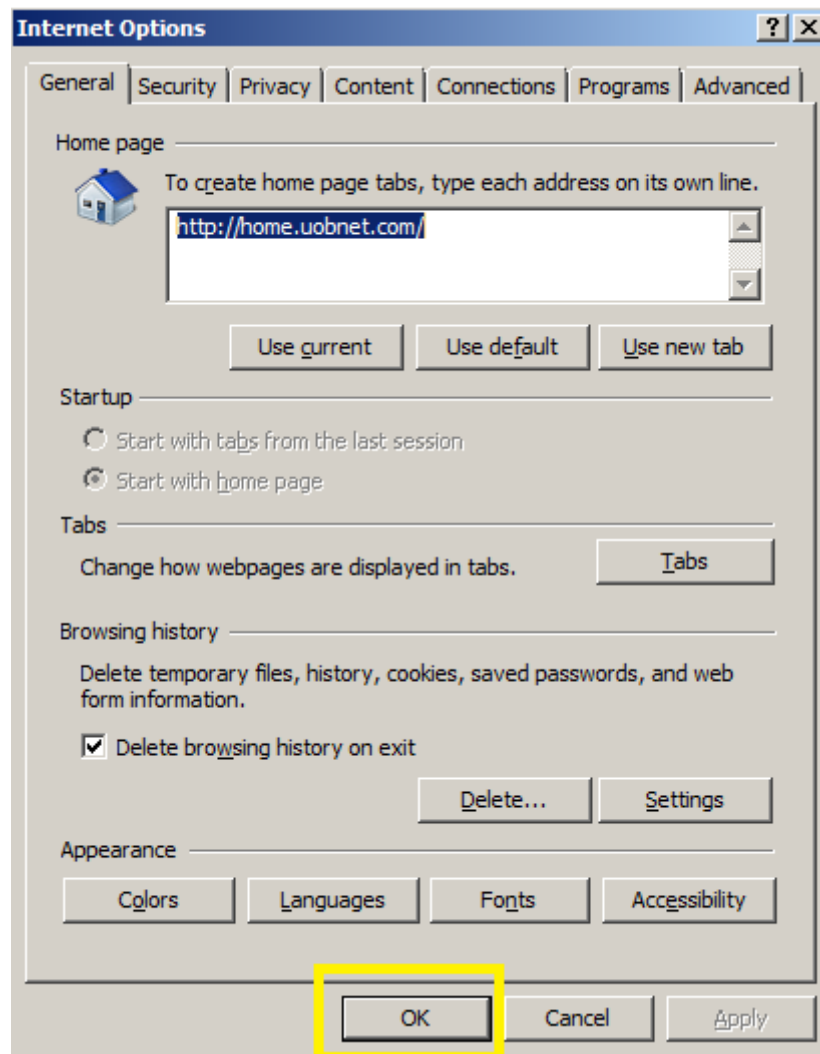 Internet Options
General Security Privacy Content Connections Programs Advanced
Home page
To create home page tabs, type each address on its own line.
http://home.uobnet.com/
Use current Use default Use new tab
Startup
Start with tabs from the last session
Start with home page
Tabs
Change how webpages are displayed in tabs. Tabs
Browsing history
Delete temporary files, history, cookies, saved passwords, and web
form information.
Delete browsing history on exit
Delete... Settings
Appearance
Colors Languages Fonts Accessibility
OK Cancel Apply